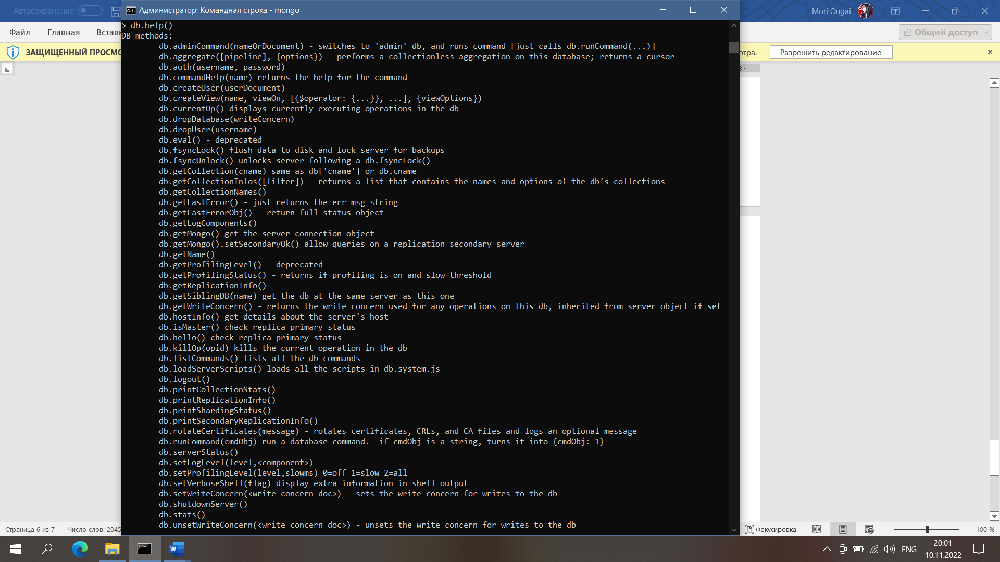 Автосохранение
Администратор: Командная строка - mongo
Mori Ougai
Файл
Главная
Встав
Общий доступ
ЗАЩИЩЕННЫЙ ПРОСМО
отра.
Разрешить редактирование
> db.help()
DB methods:
db.adminCommand(nameOrDocument) - switches to 'admin' db, and runs command [just calls db.runCommand(...)]
db.aggregate([pipeline], {options}) - performs a collectionless aggregation on this database; returns a cursor
db.auth(username, password)
db.commandHelp(name) returns the help for the command
db.createUser(userDocument)
db.createView(name, viewOn, [{$operator: {...}}, ...], {viewOptions})
db.currentOp() displays currently executing operations in the db
db.dropDatabase(writeConcern)
db.dropUser(username)
db.eval() - deprecated
db.fsyncLock() flush data to disk and lock server for backups
db.fsyncUnlock() unlocks server following a db.fsyncLock()
db.getCollection(cname) same as db['cname'] or db.cname
db.getCollectionInfos([filter]) - returns a list that contains the names and options of the db's collections
db.getCollectionNames()
db.getLastError() - just returns the err msg string
db.getLastErrorObj() - return full status object
db.getLogComponents()
db.getMongo() get the server connection object
db.getMongo().setSecondaryOk() allow queries on a replication secondary server
db.getName()
db.getProfilingLevel() - deprecated
db.getProfilingStatus() - returns if profiling is on and slow threshold
db.getReplicationInfo()
db.getSiblingDB(name) get the db at the same server as this one
db.getWriteConcern() - returns the write concern used for any operations on this db, inherited from server object if set
db.hostInfo() get details about the server's host
db.isMaster() check replica primary status
db.hello() check replica primary status
db.killOp(opid) kills the current operation in the db
db.listCommands() lists all the db commands
db.loadServerScripts() loads all the scripts in db.system.js
db.logout()
db.printCollectionStats()
db.printReplicationInfo()
db.printShardingStatus()
db.printSecondaryReplicationInfo()
db.rotateCertificates(message) - rotates certificates, CRLs, and CA files and logs an optional message
db.runCommand(cmdObj) run a database command.  if cmdObj is a string, turns it into {cmdObj: 1}
db.serverStatus()
db.setLogLevel(level,<component>)
db.setProfilingLevel(level,slowms) 0=off 1=slow 2=all
db.setVerboseShell(flag) display extra information in shell output
db.setWriteConcern(<write concern doc>) - sets the write concern for writes to the db
db.shutdownServer()
db.stats()
db.unsetWriteConcern(<write concern doc>) - unsets the write concern for writes to the db
Страница 6 из 7
Число слов: 2045
Фокусировка
100 %
ENG
20:01
10.11.2022